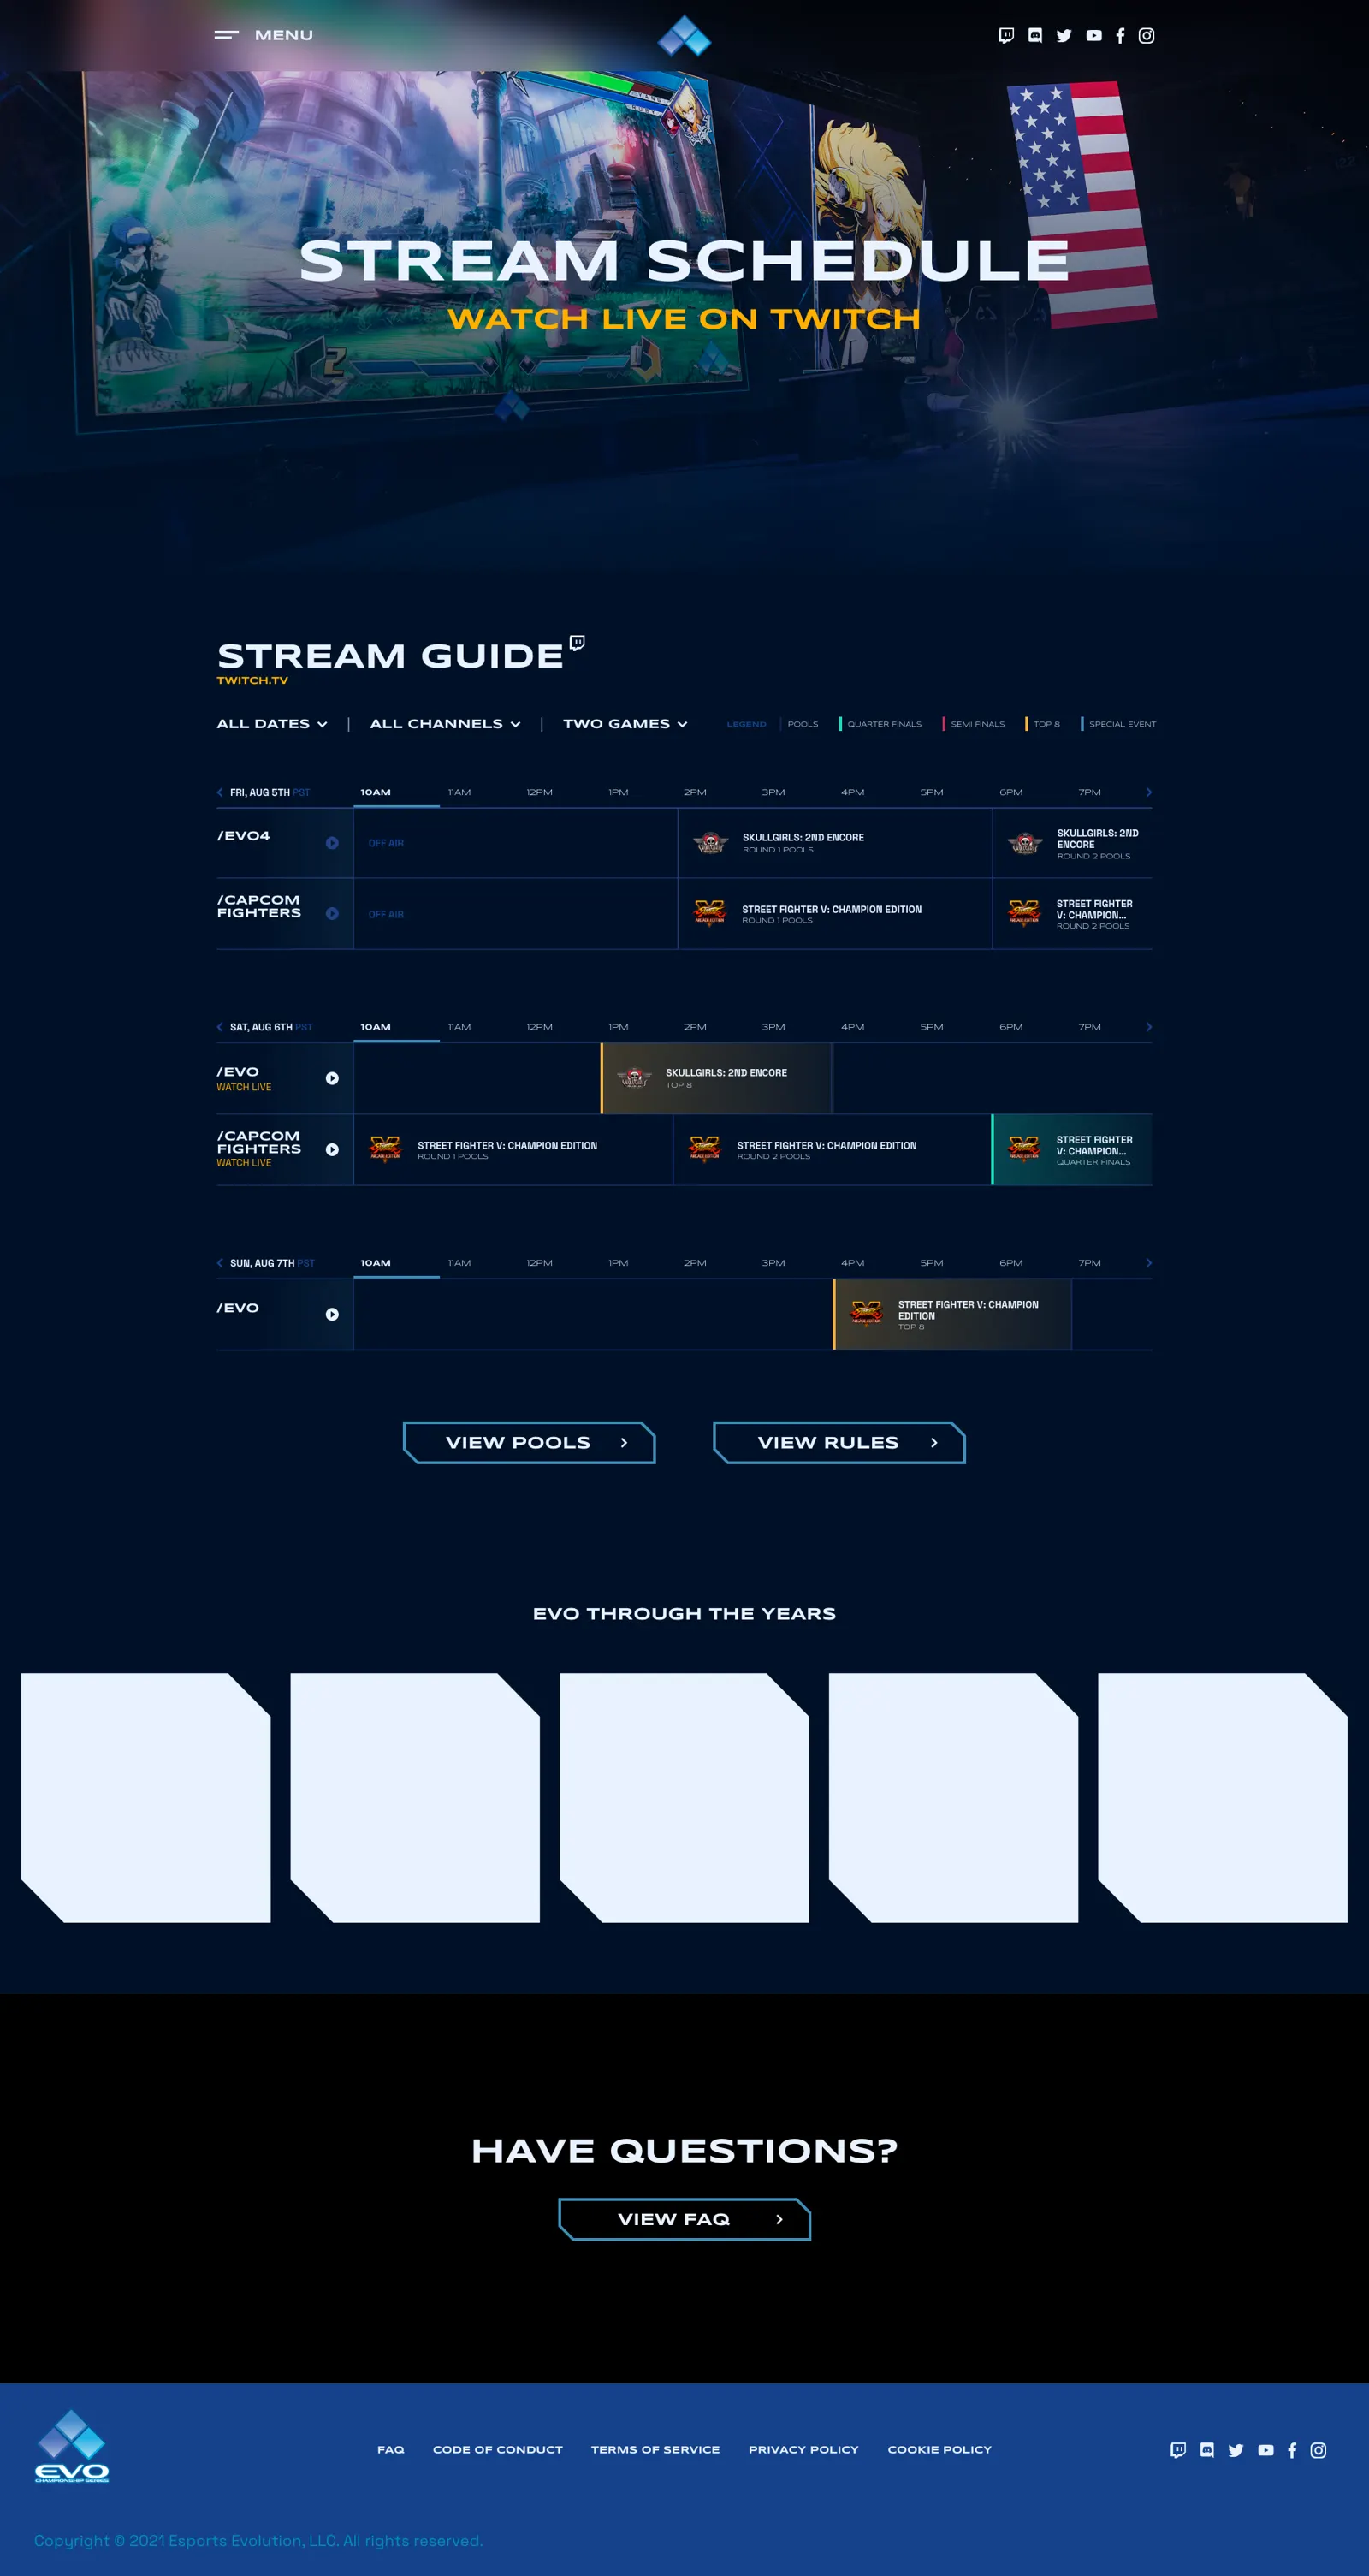 MENU
STREAM SCHEDULE
WATCH LIVE ON TWITCH
STREAM GUIDE
TWITCH.TV
ALL DATES | ALL CHANNELS | TWO GAMES
LEGEND POOLS QUARTER FINALS SEMI FINALS TOP 8 SPECIAL EVENT
FRI, AUG 5TH PST 10AM 11AM 12PM 1PM 2PM 3PM 4PM 5PM 6PM 7PM
/EVO4
OFF AIR
SKULLGIRLS: 2ND ENCORE
ROUND 1 POOLS
SKULLGIRLS: 2ND
ENCORE
ROUND 2 POOLS
/CAPCOM
FIGHTERS
OFF AIR
STREET FIGHTER V: CHAMPION EDITION
ROUND 1 POOLS
STREET FIGHTER
V: CHAMPION...
ROUND 2 POOLS
SAT, AUG 6TH PST 10AM 11AM 12PM 1PM 2PM 3PM 4PM 5PM 6PM 7PM
/EVO
WATCH LIVE
SKULLGIRLS: 2ND ENCORE
TOP 8
/CAPCOM
FIGHTERS
WATCH LIVE
STREET FIGHTER V: CHAMPION EDITION
ROUND 1 POOLS
STREET FIGHTER V: CHAMPION EDITION
ROUND 2 POOLS
STREET FIGHTER
V: CHAMPION...
QUARTER FINALS
SUN, AUG 7TH PST 10AM 11AM 12PM 1PM 2PM 3PM 4PM 5PM 6PM 7PM
/EVO
STREET FIGHTER V: CHAMPION
EDITION
TOP 8
VIEW POOLS
VIEW RULES
EVO THROUGH THE YEARS
HAVE QUESTIONS?
VIEW FAQ
EVO
CHAMPIONSHIP SERIES
FAQ CODE OF CONDUCT TERMS OF SERVICE PRIVACY POLICY COOKIE POLICY
Copyright © 2021 Esports Evolution, LLC. All rights reserved.